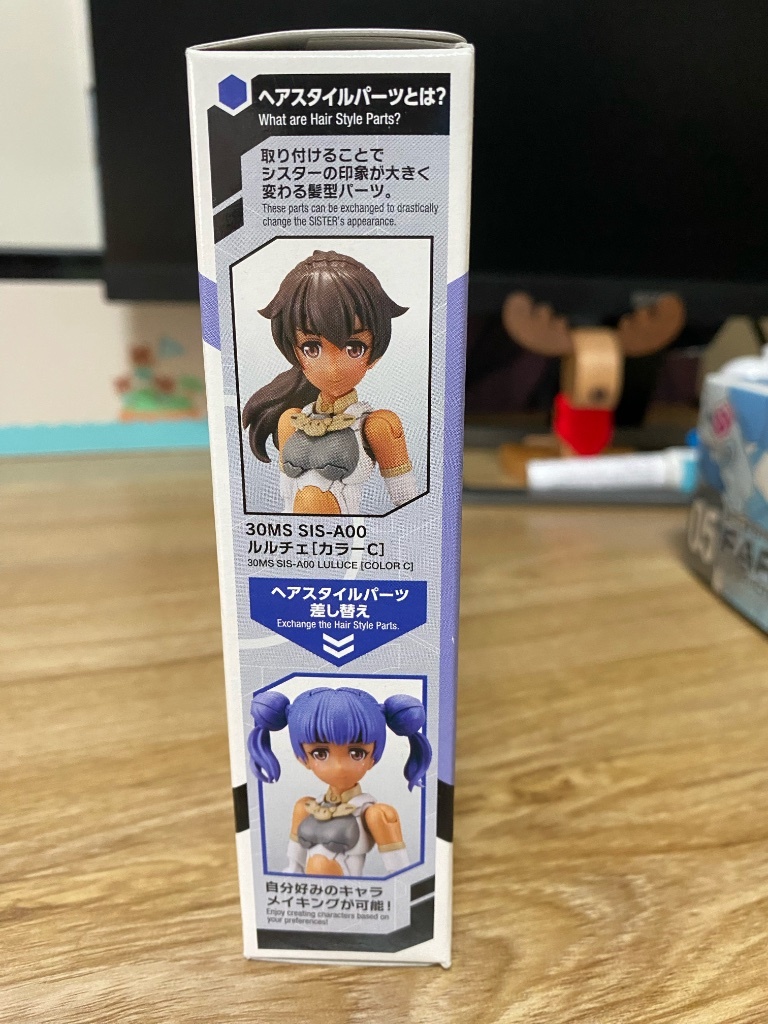 ヘアスタイルパーツとは?
What are Hair Style Parts?
取り付けることで
シスターの印象が大きく
変わる髪型パーツ。
These parts can be exchanged to drastically
change the SISTER's appearance.
30MS SIS-A00
ルルチェ[カラーC]
30MS SIS-A00 LULUCE [COLOR C]
ヘアスタイルパーツ
差し替え
Exchange the Hair Style Parts.
自分好みのキャラ
メイキングが可能!
Enjoy creating characters based on
your preferences!
05